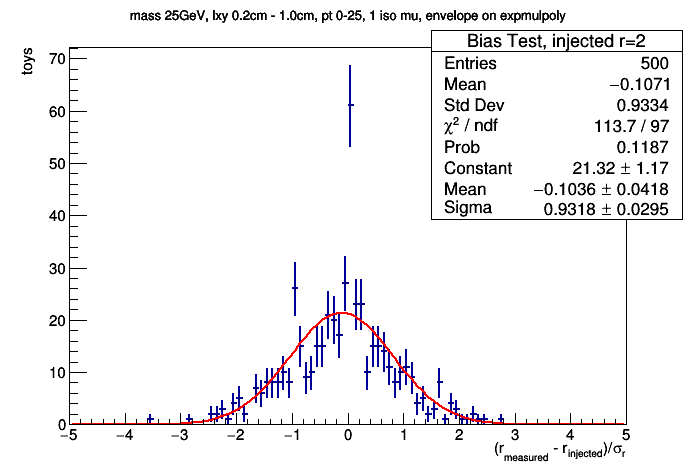 mass 25GeV, lxy 0.2cm - 1.0cm, pt 0-25, 1 iso mu, envelope on expmulpoly
Bias Test, injected r=2
Entries 500
Mean −0.1071
Std Dev 0.9334
χ² / ndf 113.7 / 97
Prob 0.1187
Constant 21.32 ± 1.17
Mean −0.1036 ± 0.0418
Sigma 0.9318 ± 0.0295
toys
70
60
50
40
30
20
10
0
−5 −4 −3 −2 −1 0 1 2 3 4 5
(r_measured - r_injected)/σ_r